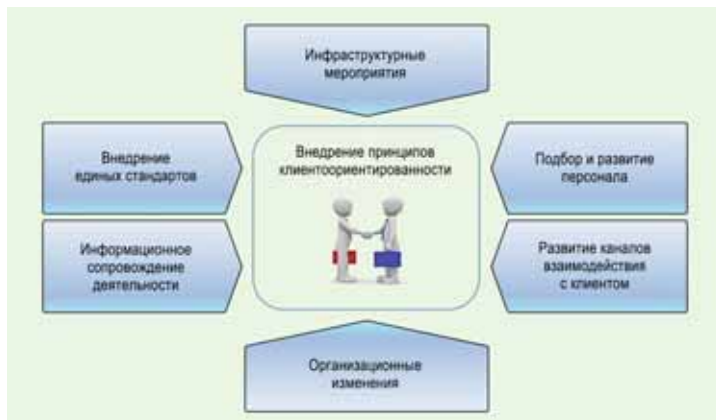 Инфраструктурные
мероприятия
Внедрение
единых стандартов
Внедрение принципов
клиентоориентированности
Подбор и развитие
персонала
Информационное
сопровождение
деятельности
Развитие каналов
взаимодействия
с клиентом
Организационные
изменения